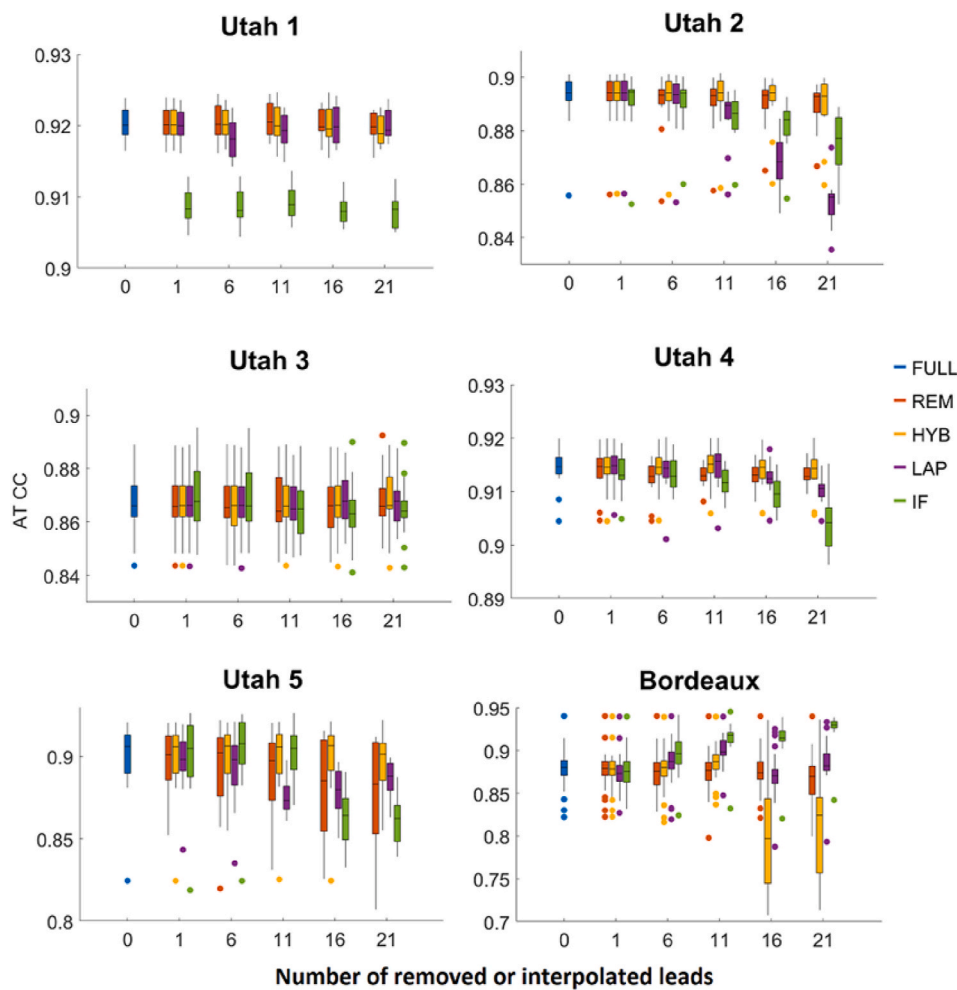 Utah 1
0.93
0.92
0.91
0.9
0 1 6 11 16 21
Utah 2
0.9
0.88
0.86
0.84
0 1 6 11 16 21
Utah 3
0.9
0.88
0.86
0.84
AT CC
0 1 6 11 16 21
Utah 4
0.93
0.92
0.91
0.9
0.89
0 1 6 11 16 21
FULL
REM
HYB
LAP
IF
Utah 5
0.9
0.85
0.8
0 1 6 11 16 21
Bordeaux
0.95
0.9
0.85
0.8
0.75
0.7
0 1 6 11 16 21
Number of removed or interpolated leads